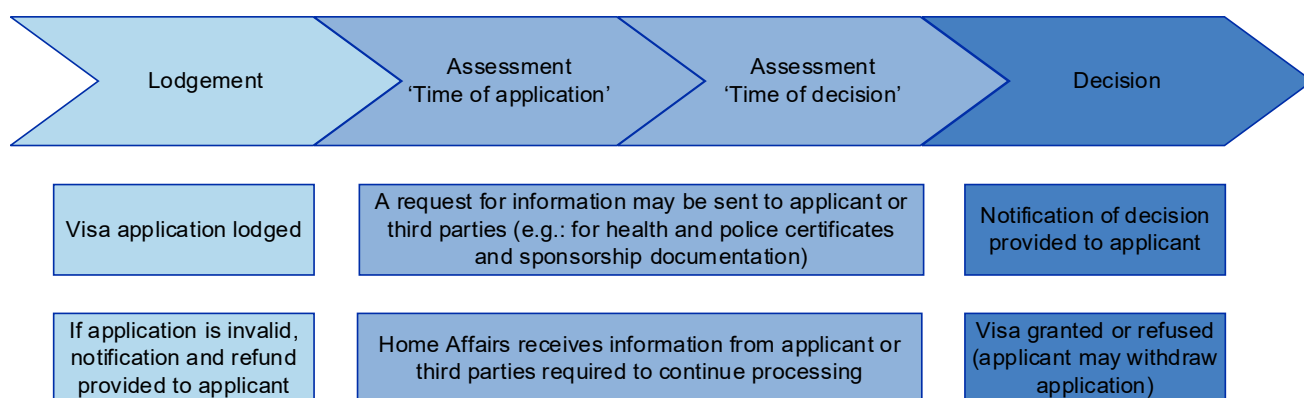 Lodgement
Assessment
‘Time of application’
Assessment
‘Time of decision’
Decision
Visa application lodged
A request for information may be sent to applicant or
third parties (e.g.: for health and police certificates
and sponsorship documentation)
Notification of decision
provided to applicant
If application is invalid,
notification and refund
provided to applicant
Home Affairs receives information from applicant or
third parties required to continue processing
Visa granted or refused
(applicant may withdraw
application)